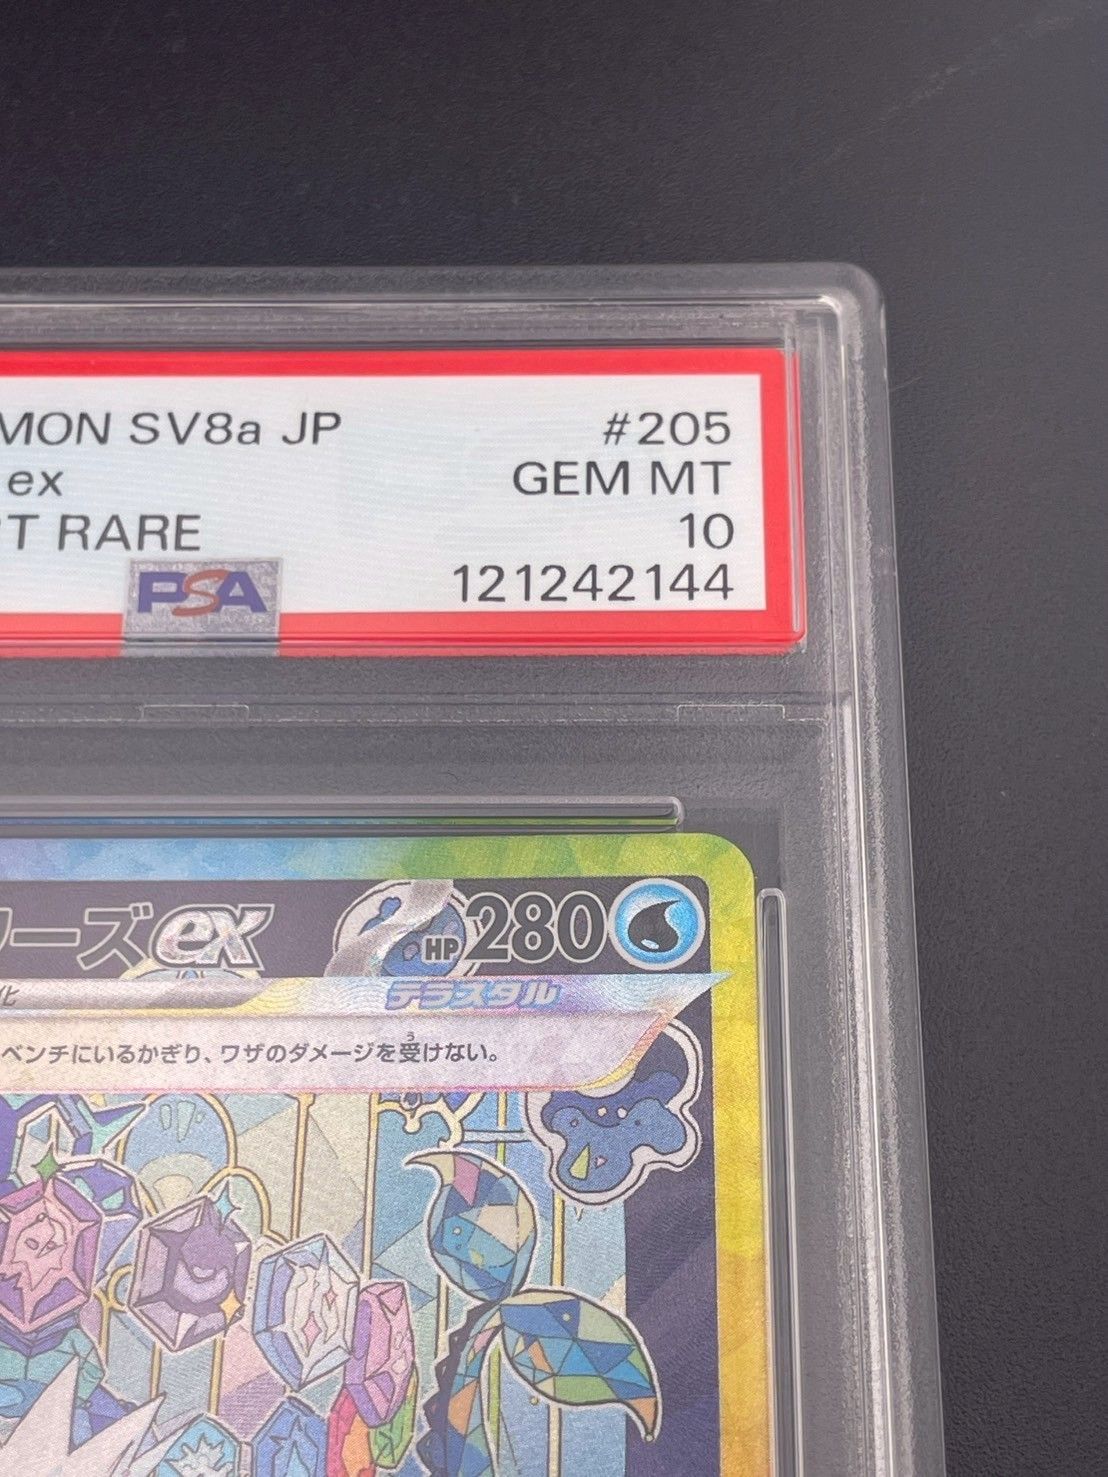 MON SV8a JP #205
ex GEM MT
RT RARE 10
PSA 121242144
ーズex HP280
化 テラスタル
ベンチにいるかぎり、ワザのダメージを受けない。